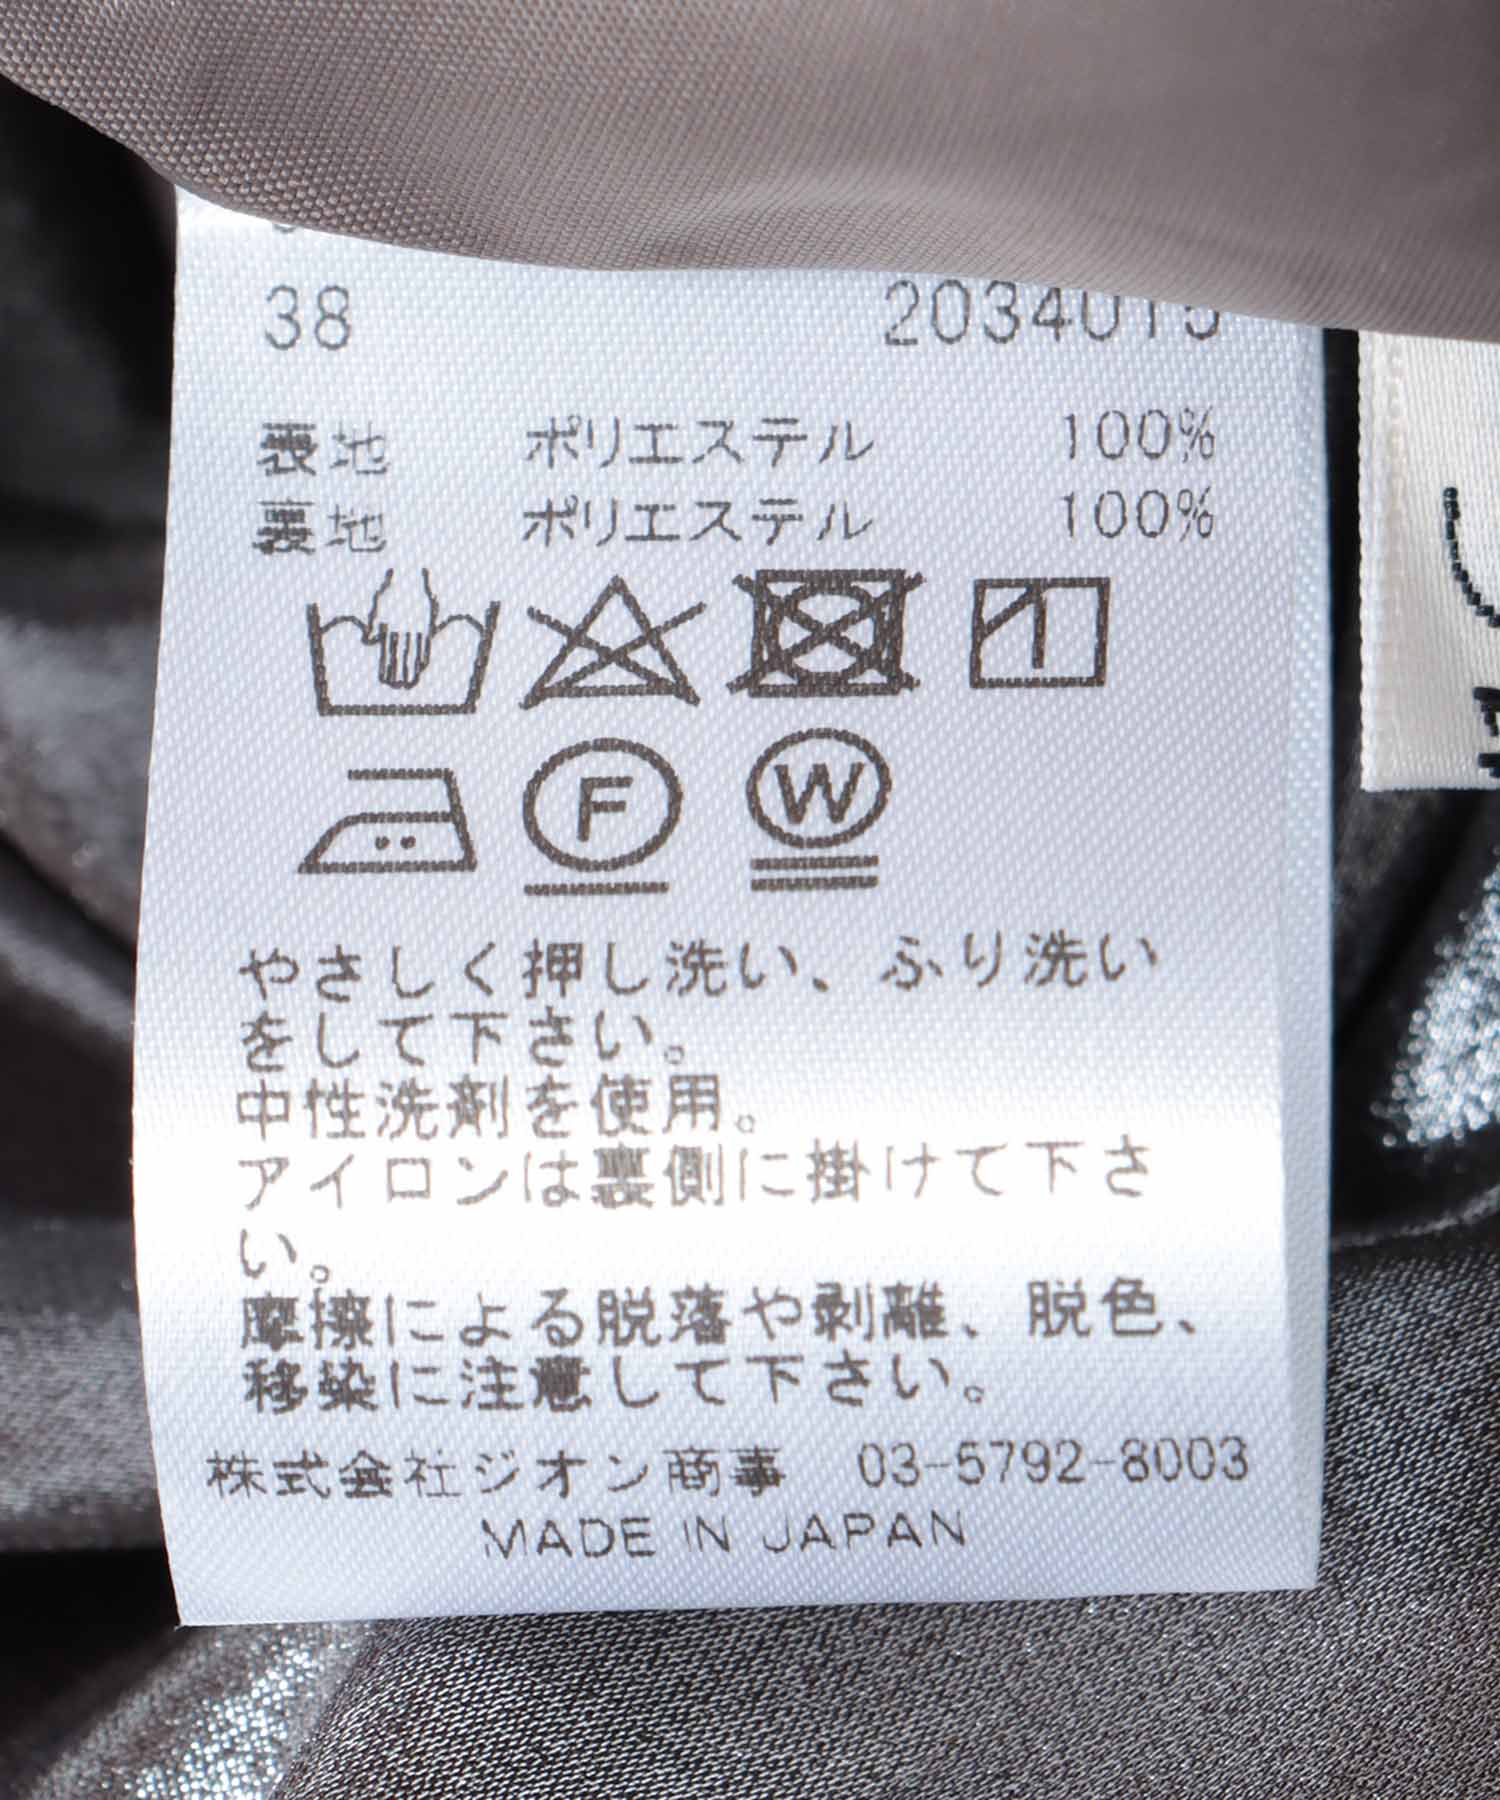 38 2034015
表地 ポリエステル 100%
裏地 ポリエステル 100%
F W
やさしく押し洗い、ふり洗い
をして下さい。
中性洗剤を使用。
アイロンは裏側に掛けて下さ
い。
摩擦による脱落や剥離、脱色、
移染に注意して下さい。
株式会社ジオン商事 03-5792-8003
MADE IN JAPAN